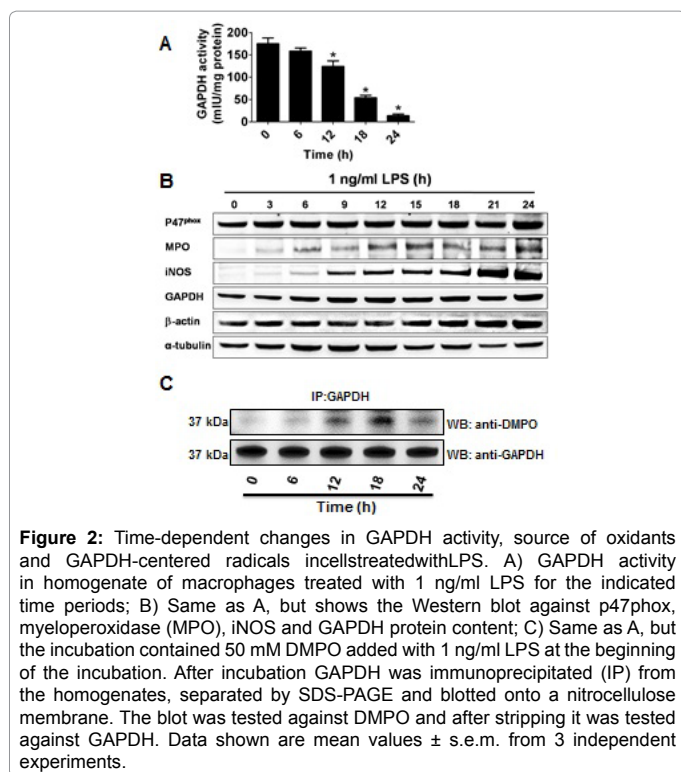 A
GAPDH activity
(mIU/mg protein)
200
150
100
50
0
* * *
0 6 12 18 24
Time (h)
B
1 ng/ml LPS (h)
0 3 6 9 12 15 18 21 24
P47phox
MPO
iNOS
GAPDH
β-actin
α-tubulin
C
IP:GAPDH
37 kDa WB: anti-DMPO
37 kDa WB: anti-GAPDH
0 6 12 18 24
Time (h)
Figure 2: Time-dependent changes in GAPDH activity, source of oxidants
and GAPDH-centered radicals incellstreatedwithLPS. A) GAPDH activity
in homogenate of macrophages treated with 1 ng/ml LPS for the indicated
time periods; B) Same as A, but shows the Western blot against p47phox,
myeloperoxidase (MPO), iNOS and GAPDH protein content; C) Same as A, but
the incubation contained 50 mM DMPO added with 1 ng/ml LPS at the beginning
of the incubation. After incubation GAPDH was immunoprecipitated (IP) from
the homogenates, separated by SDS-PAGE and blotted onto a nitrocellulose
membrane. The blot was tested against DMPO and after stripping it was tested
against GAPDH. Data shown are mean values ± s.e.m. from 3 independent
experiments.